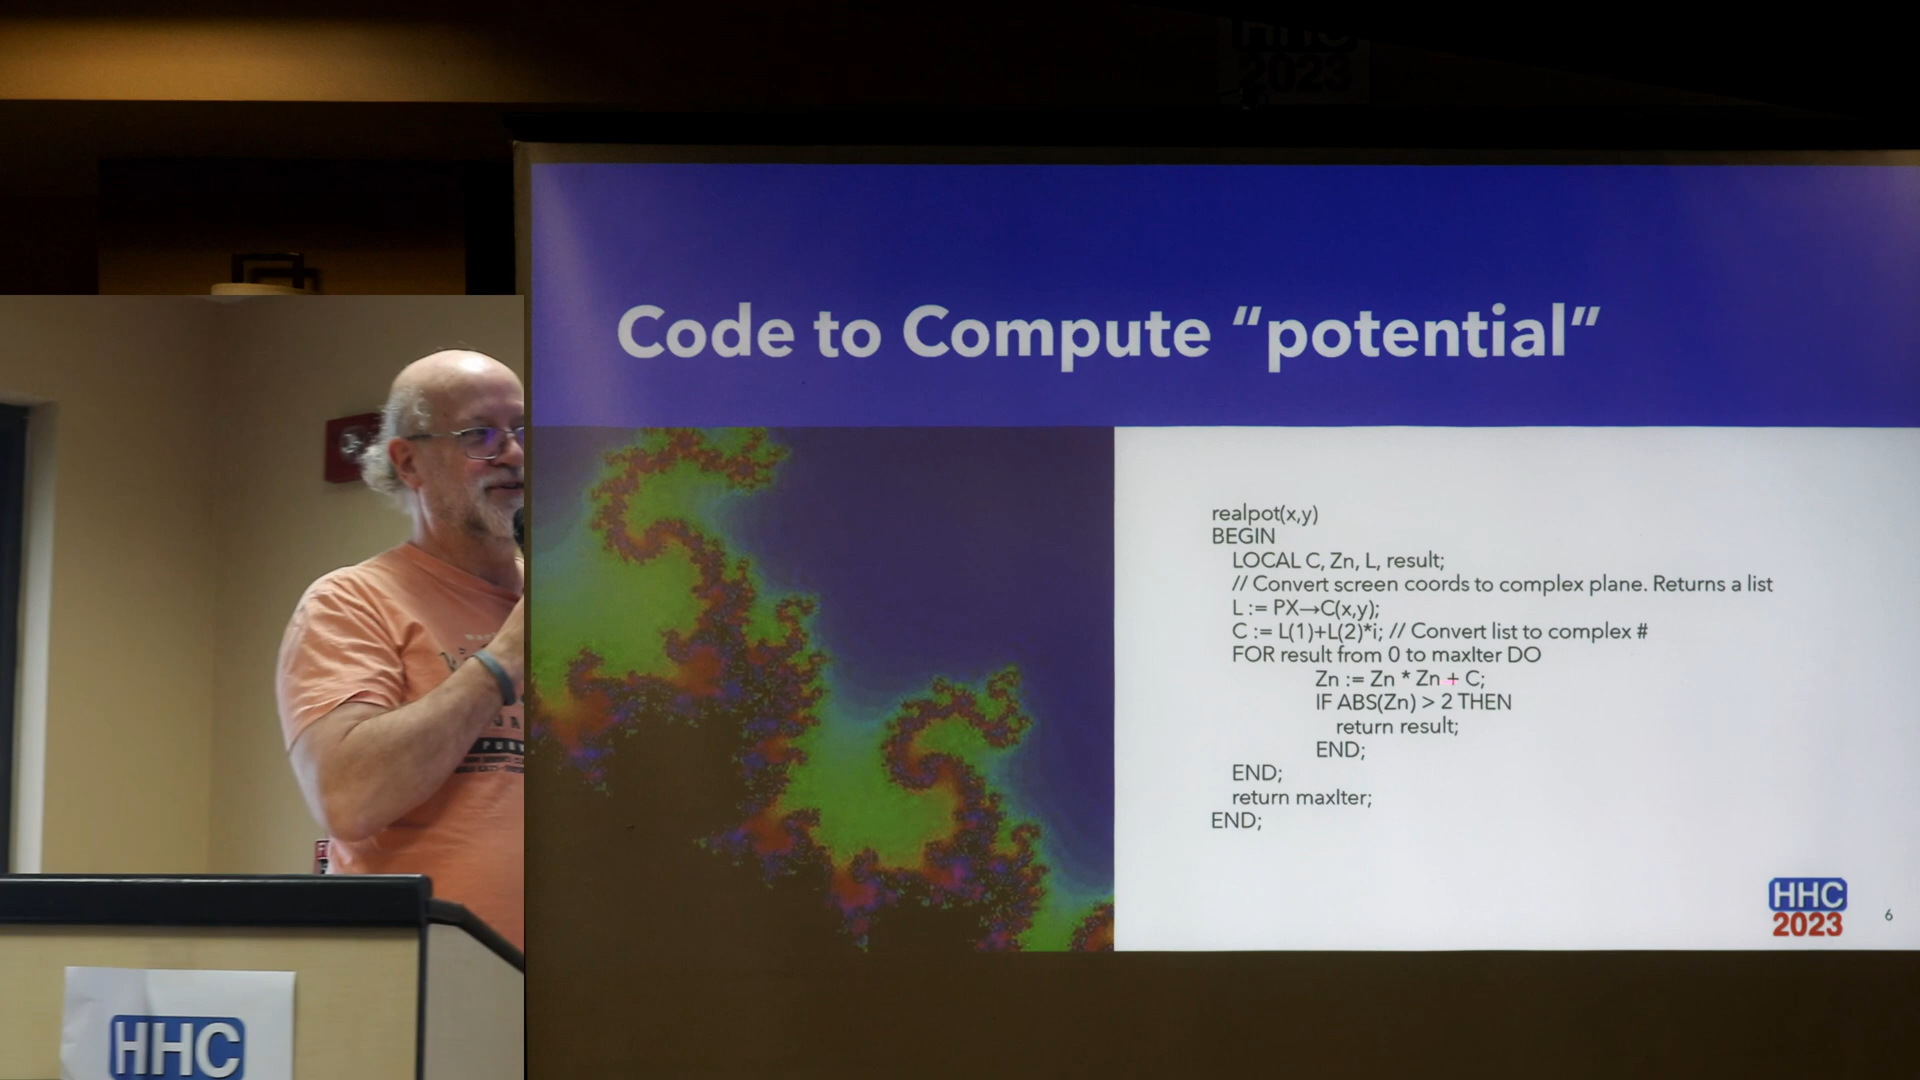 HHC
2023
Code to Compute “potential”
realpot(x,y)
BEGIN
LOCAL C, Zn, L, result;
// Convert screen coords to complex plane. Returns a list
L := PX→C(x,y);
C := L(1)+L(2)*i; // Convert list to complex #
FOR result from 0 to maxIter DO
Zn := Zn * Zn + C;
IF ABS(Zn) > 2 THEN
return result;
END;
END;
return maxIter;
END;
HHC
2023
6
HHC